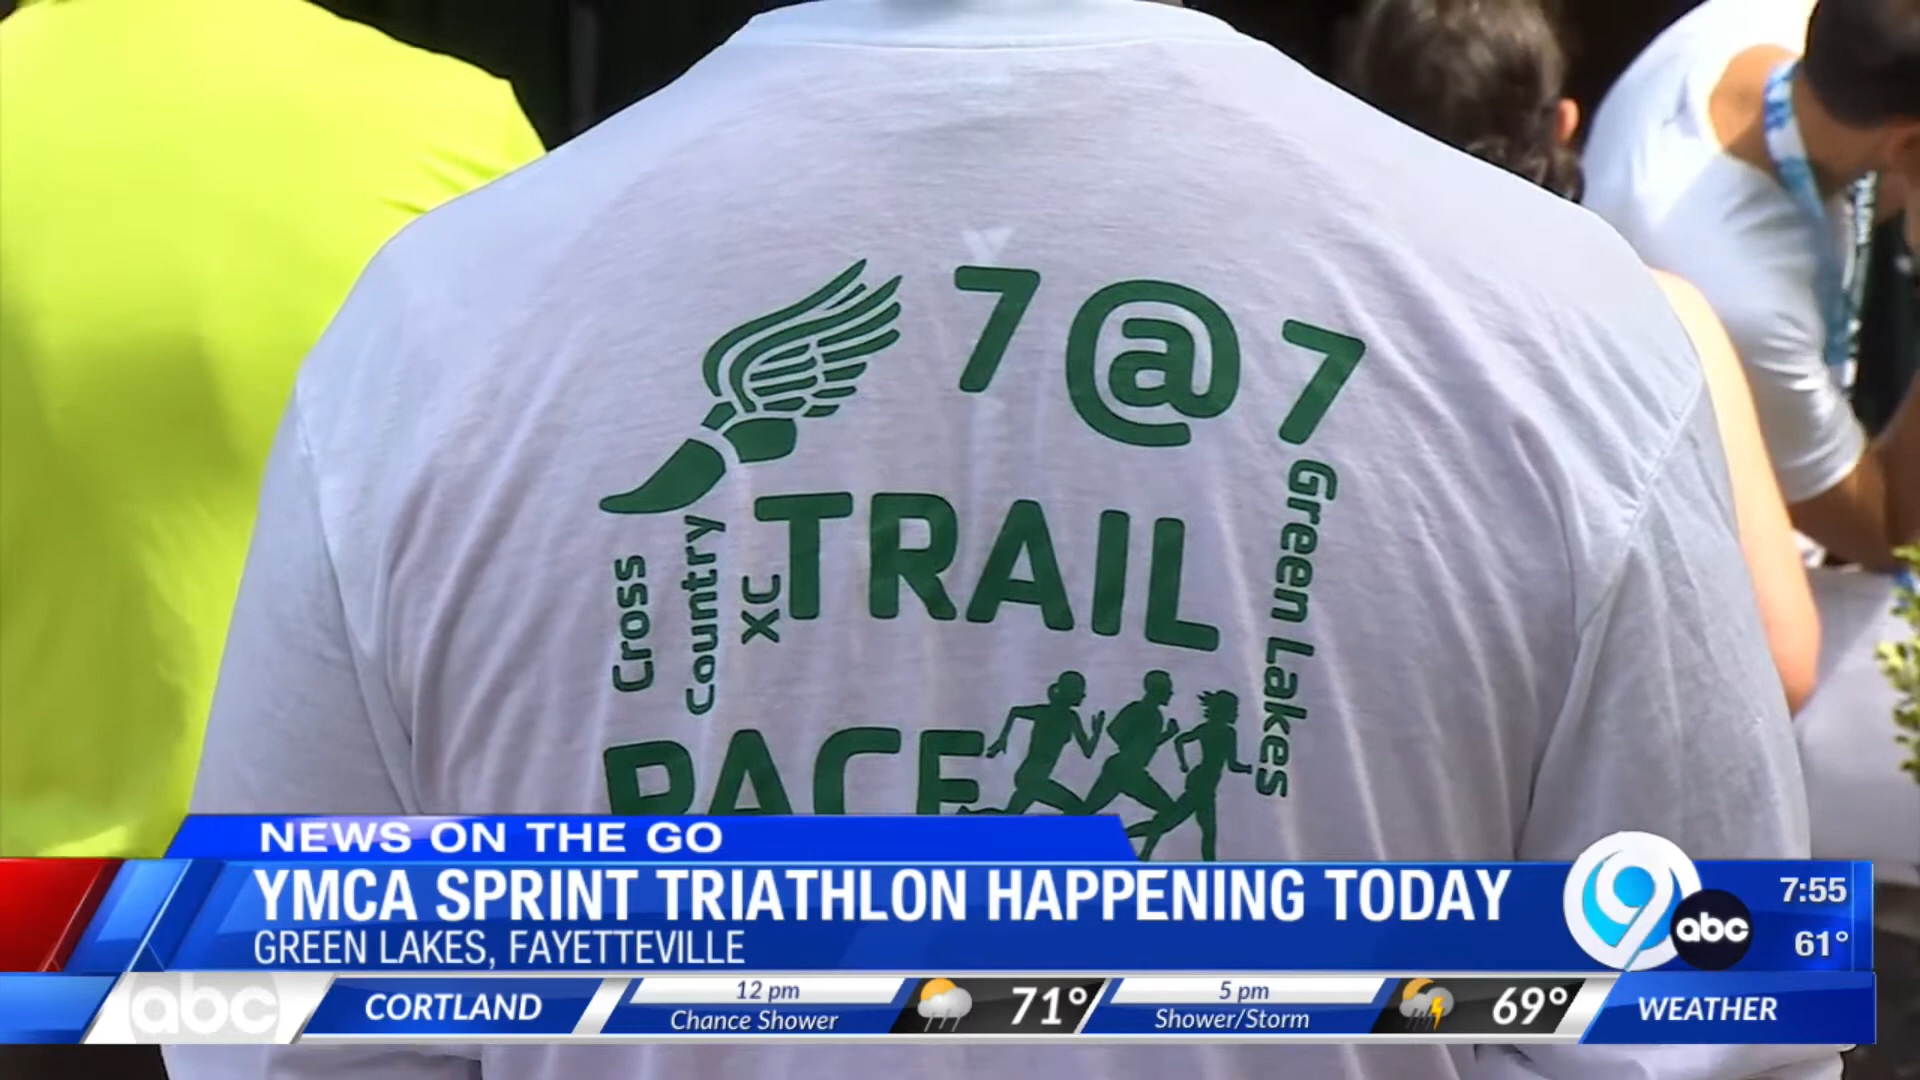 7 @ 7
Green Lakes
Cross
Country
XC
TRAIL
RACE
NEWS ON THE GO
YMCA SPRINT TRIATHLON HAPPENING TODAY
GREEN LAKES, FAYETTEVILLE
9
abc
7:55
61°
abc
CORTLAND
12 pm
Chance Shower
71°
5 pm
Shower/Storm
69°
WEATHER